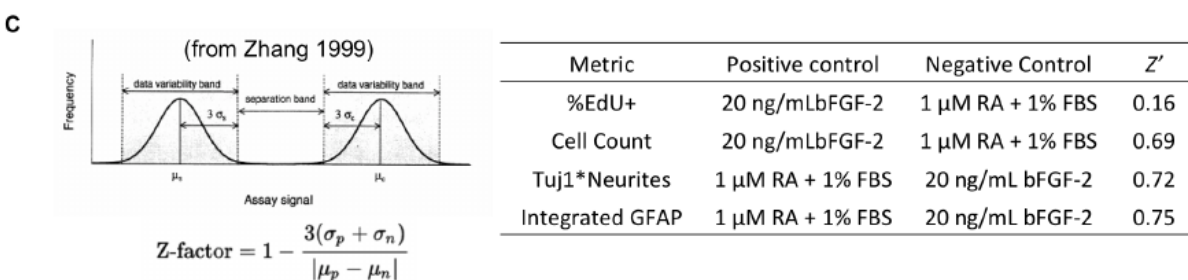 C
(from Zhang 1999)
data variability band
data variability band
separation band
3 σs
3 σc
Frequency
μs
μc
Assay signal
Z-factor = 1 − 3(σp + σn) / |μp − μn|
Metric Positive control Negative Control Z’
%EdU+ 20 ng/mLbFGF-2 1 μM RA + 1% FBS 0.16
Cell Count 20 ng/mLbFGF-2 1 μM RA + 1% FBS 0.69
Tuj1*Neurites 1 μM RA + 1% FBS 20 ng/mL bFGF-2 0.72
Integrated GFAP 1 μM RA + 1% FBS 20 ng/mL bFGF-2 0.75